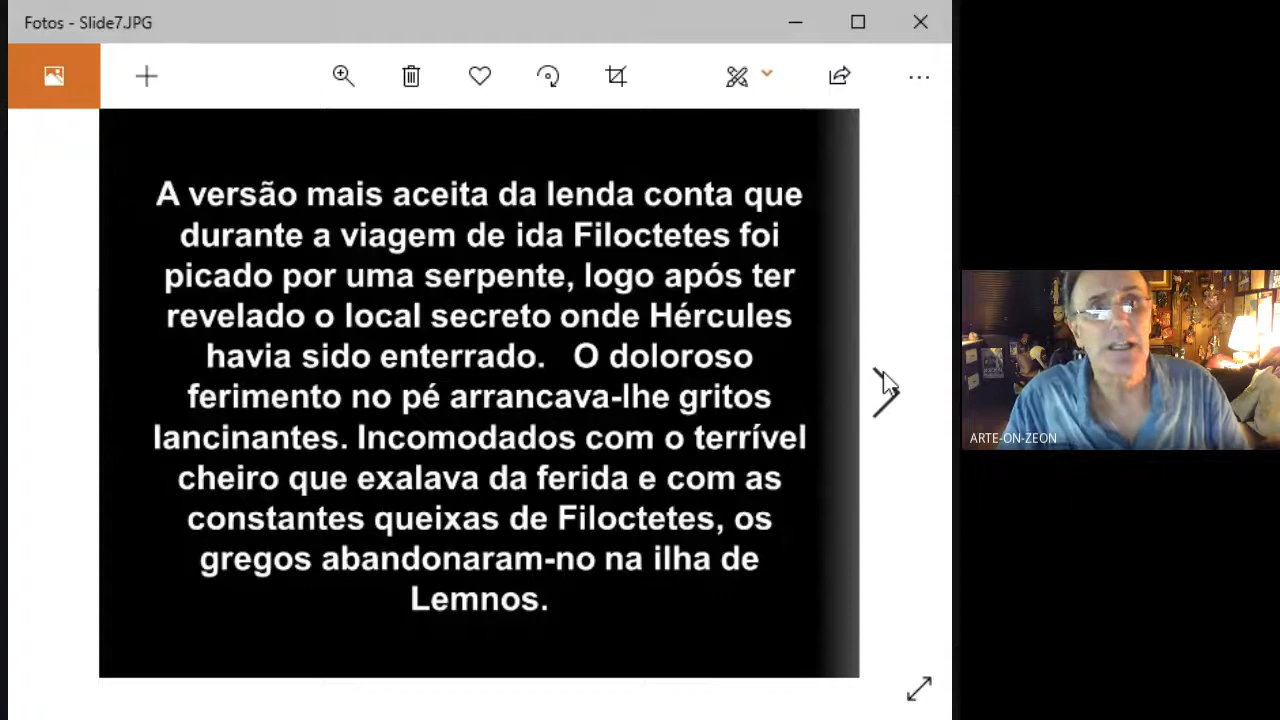 Fotos - Slide7.JPG
A versão mais aceita da lenda conta que
durante a viagem de ida Filoctetes foi
picado por uma serpente, logo após ter
revelado o local secreto onde Hércules
havia sido enterrado. O doloroso
ferimento no pé arrancava-lhe gritos
lancinantes. Incomodados com o terrível
cheiro que exalava da ferida e com as
constantes queixas de Filoctetes, os
gregos abandonaram-no na ilha de
Lemnos.
ARTE-ON-ZEON